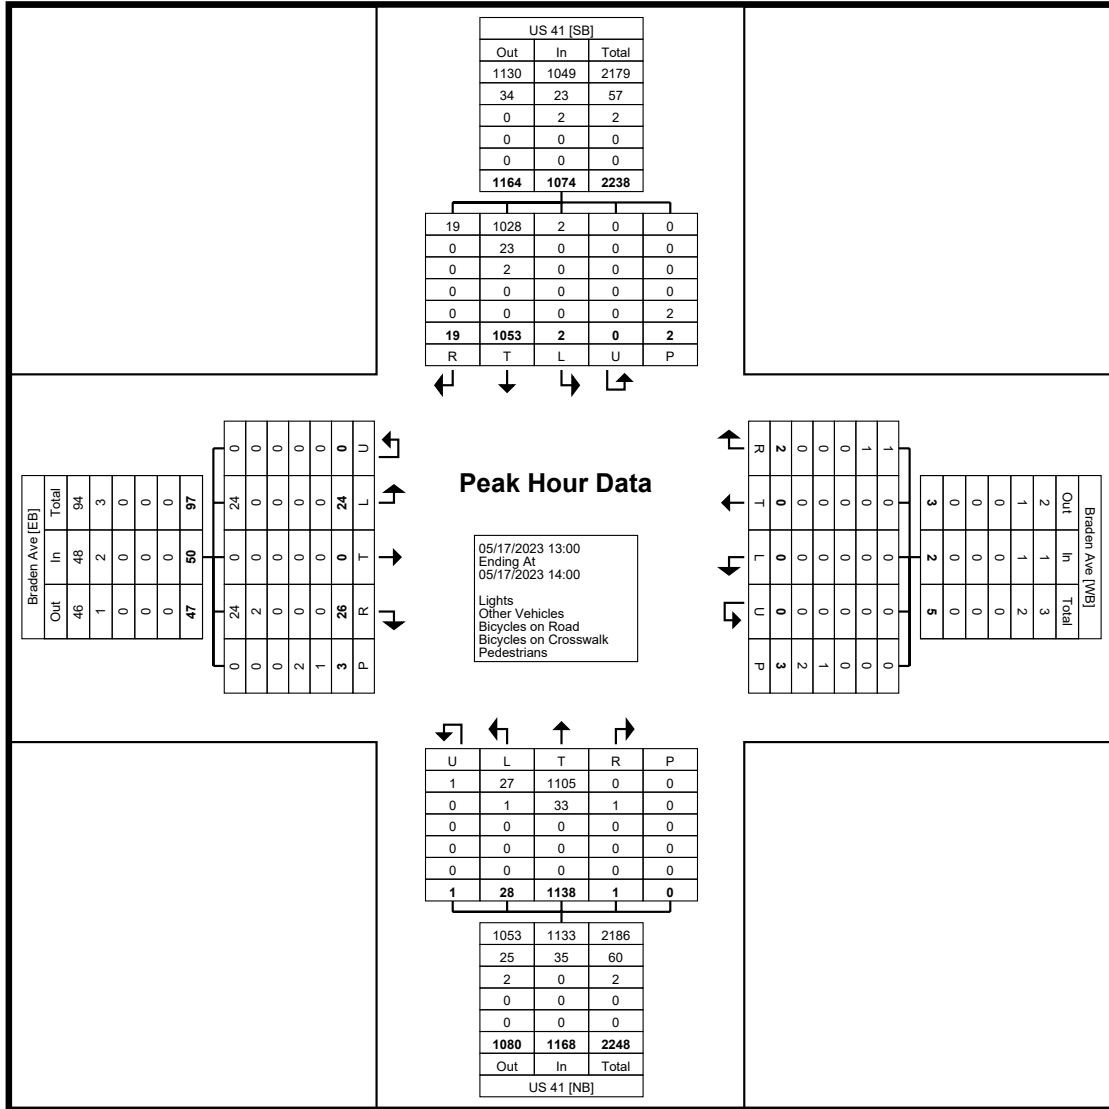 US 41 [SB]
Out In Total
1130 1049 2179
34 23 57
0 2 2
0 0 0
0 0 0
1164 1074 2238
19 1028 2 0 0
0 23 0 0 0
0 2 0 0 0
0 0 0 0 0
0 0 0 0 2
19 1053 2 0 2
R T L U P
Braden Ave [EB]
Total In Out
94 48 46
3 2 1
0 0 0
0 0 0
0 0 0
97 50 47
0 24 0 24 0
0 0 0 2 0
0 0 0 0 0
0 0 0 0 2
0 0 0 0 1
0 24 0 26 3
U L T R P
Peak Hour Data
05/17/2023 13:00
Ending At
05/17/2023 14:00
Lights
Other Vehicles
Bicycles on Road
Bicycles on Crosswalk
Pedestrians
R T L U P
2 0 0 0 3
0 0 0 0 2
0 0 0 0 1
0 0 0 0 0
1 0 0 0 0
1 0 0 0 0
Braden Ave [WB]
Out In Total
2 1 3
1 1 2
0 0 0
0 0 0
0 0 0
3 2 5
U L T R P
1 27 1105 0 0
0 1 33 1 0
0 0 0 0 0
0 0 0 0 0
0 0 0 0 0
1 28 1138 1 0
1053 1133 2186
25 35 60
2 0 2
0 0 0
0 0 0
1080 1168 2248
Out In Total
US 41 [NB]